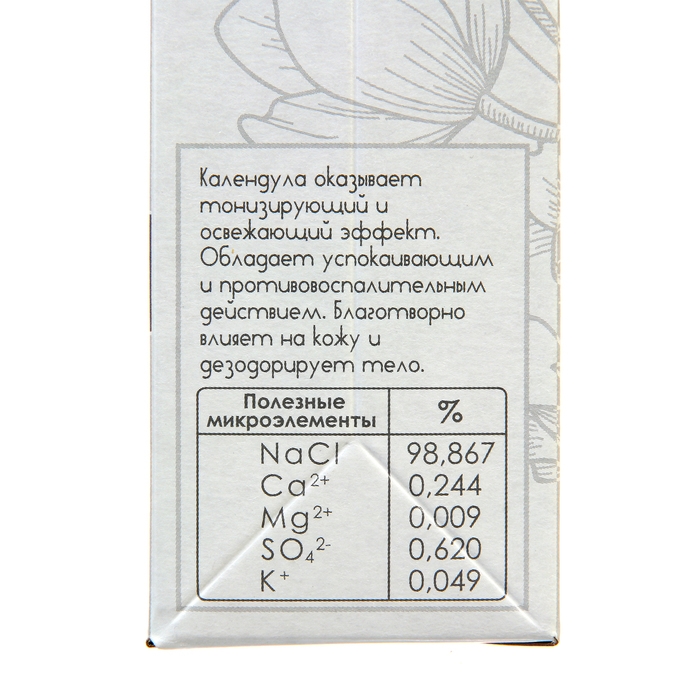 Календула оказывает
тонизирующий и
освежающий эффект.
Обладает успокаивающим
и противовоспалительным
действием. Благотворно
влияет на кожу и
дезодорирует тело.
Полезные микроэлементы %
NaCl 98,867
Ca²⁺ 0,244
Mg²⁺ 0,009
SO₄²⁻ 0,620
K⁺ 0,049